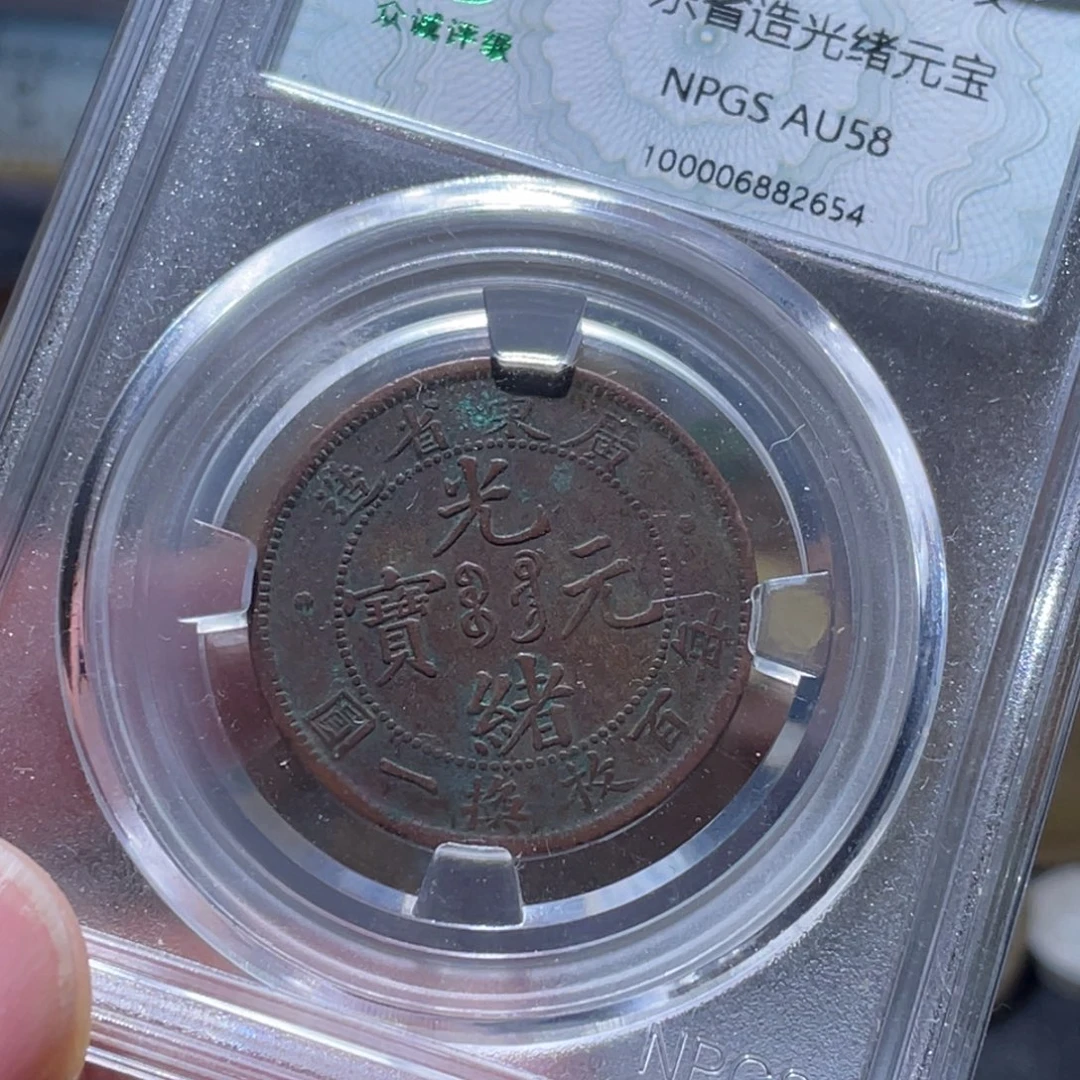 众诚评级
东省造光绪元宝
NPGS AU58
100006882654
廣東省造
光緒元寶
每百枚換一圓
NPGS